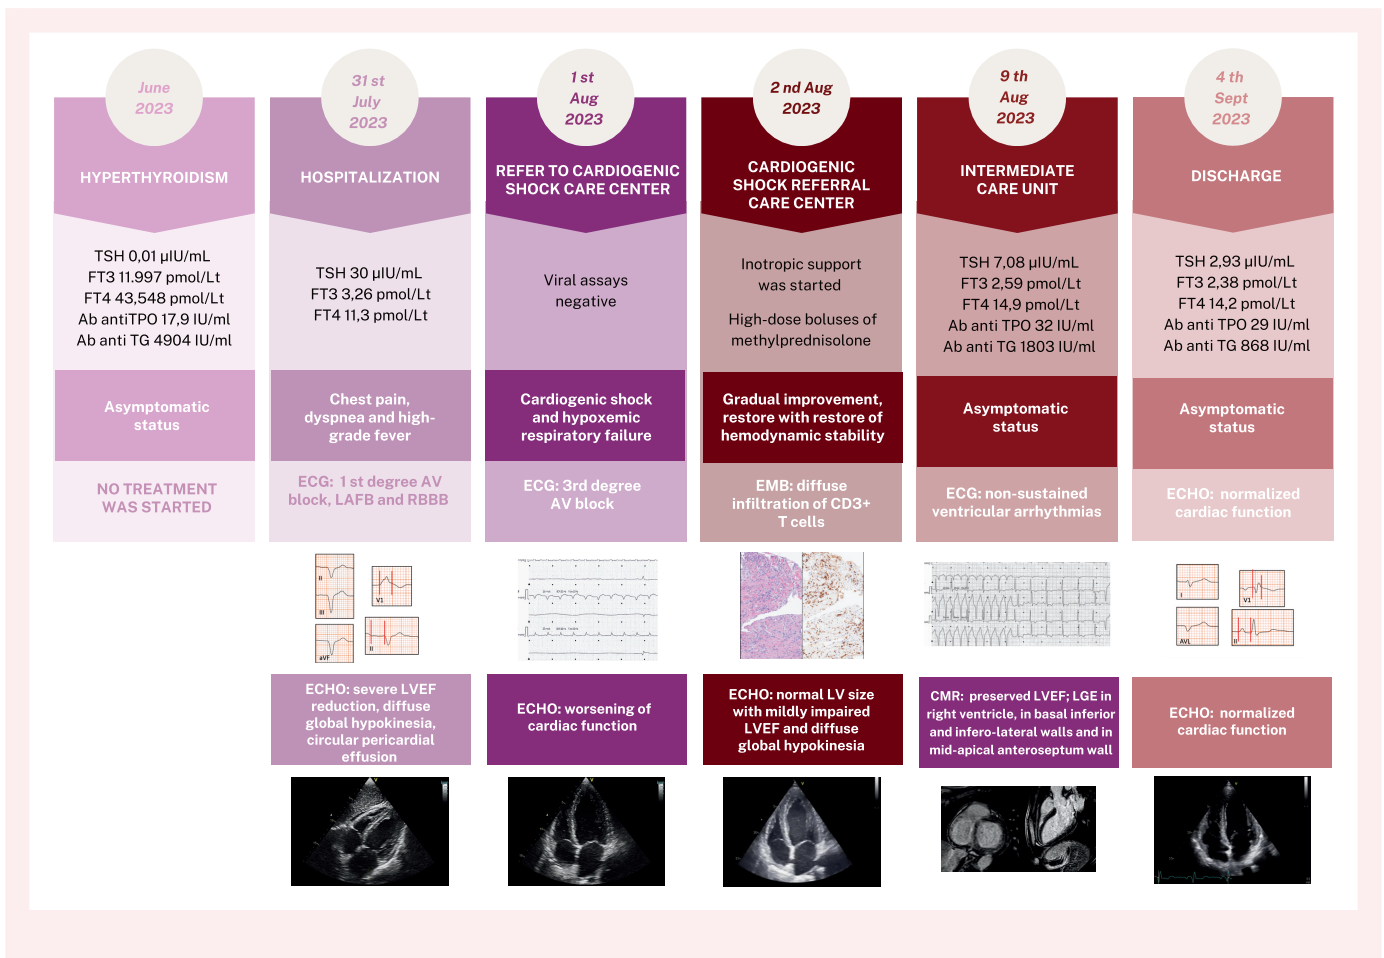 June
2023
HYPERTHYROIDISM
TSH 0,01 µIU/mL
FT3 11.997 pmol/Lt
FT4 43,548 pmol/Lt
Ab antiTPO 17,9 IU/ml
Ab anti TG 4904 IU/ml
Asymptomatic
status
NO TREATMENT
WAS STARTED
31 st
July
2023
HOSPITALIZATION
TSH 30 µIU/mL
FT3 3,26 pmol/Lt
FT4 11,3 pmol/Lt
Chest pain,
dyspnea and high-
grade fever
ECG: 1 st degree AV
block, LAFB and RBBB
II
III
aVF
V1
II
ECHO: severe LVEF
reduction, diffuse
global hypokinesia,
circular pericardial
effusion
1 st
Aug
2023
REFER TO CARDIOGENIC
SHOCK CARE CENTER
Viral assays
negative
Cardiogenic shock
and hypoxemic
respiratory failure
ECG: 3rd degree
AV block
ECHO: worsening of
cardiac function
2 nd Aug
2023
CARDIOGENIC
SHOCK REFERRAL
CARE CENTER
Inotropic support
was started
High-dose boluses of
methylprednisolone
Gradual improvement,
restore with restore of
hemodynamic stability
EMB: diffuse
infiltration of CD3+
T cells
ECHO: normal LV size
with mildly impaired
LVEF and diffuse
global hypokinesia
9 th
Aug
2023
INTERMEDIATE
CARE UNIT
TSH 7,08 µIU/mL
FT3 2,59 pmol/Lt
FT4 14,9 pmol/Lt
Ab anti TPO 32 IU/ml
Ab anti TG 1803 IU/ml
Asymptomatic
status
ECG: non-sustained
ventricular arrhythmias
CMR: preserved LVEF; LGE in
right ventricle, in basal inferior
and infero-lateral walls and in
mid-apical anteroseptum wall
4 th
Sept
2023
DISCHARGE
TSH 2,93 µIU/mL
FT3 2,38 pmol/Lt
FT4 14,2 pmol/Lt
Ab anti TPO 29 IU/ml
Ab anti TG 868 IU/ml
Asymptomatic
status
ECHO: normalized
cardiac function
I
AVL
V1
II
ECHO: normalized
cardiac function